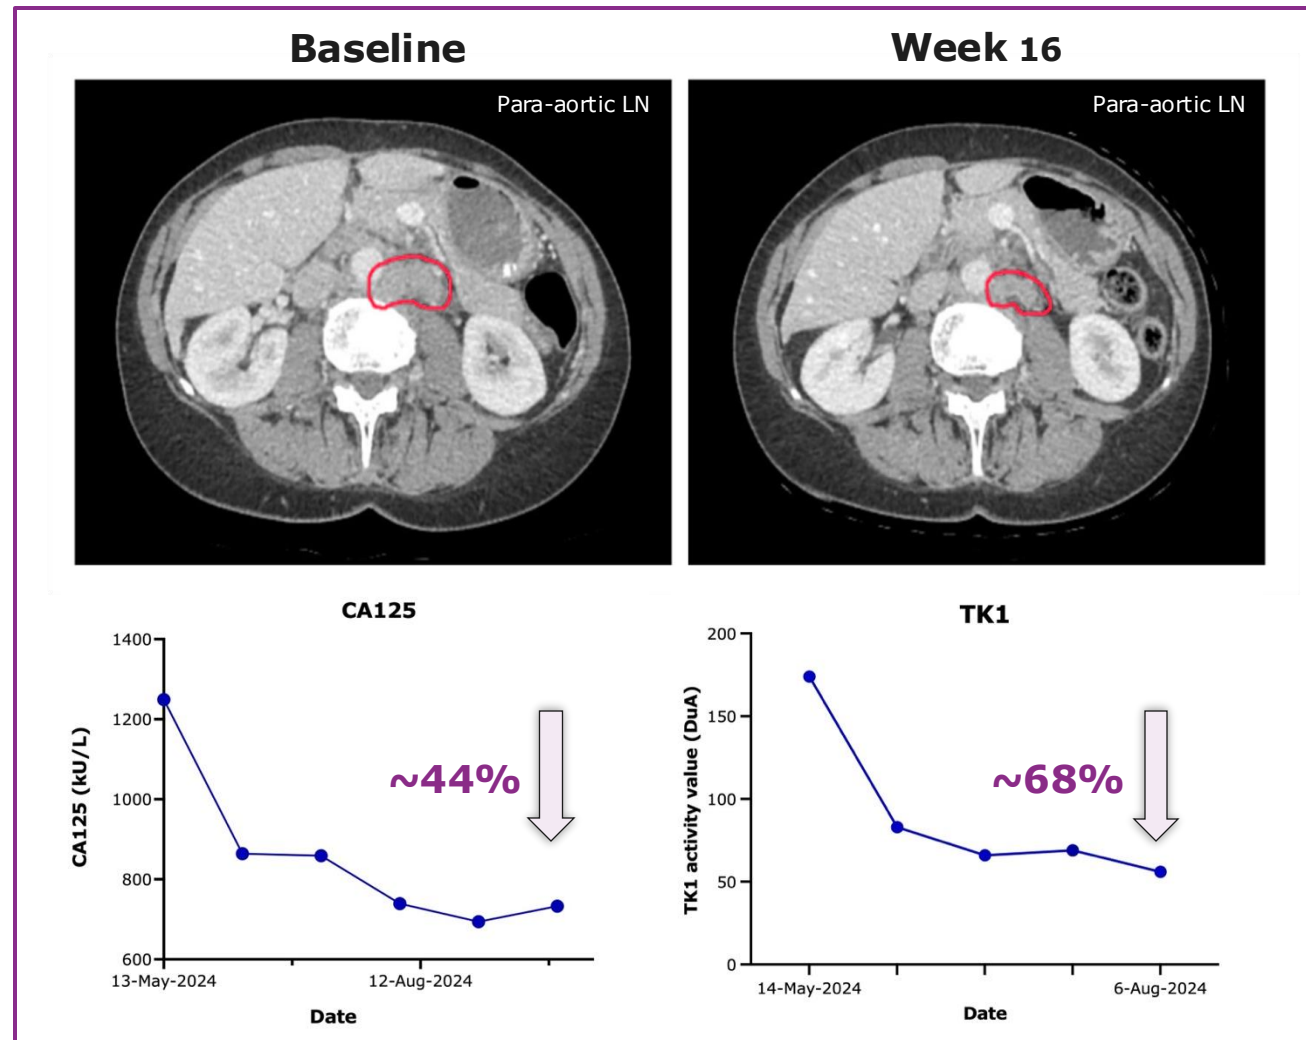 Baseline
Week 16
Para-aortic LN
Para-aortic LN
CA125
1400
1200
1000
800
600
CA125 (kU/L)
~44%
13-May-2024
12-Aug-2024
Date
TK1
200
150
100
50
0
TK1 activity value (DuA)
~68%
14-May-2024
6-Aug-2024
Date